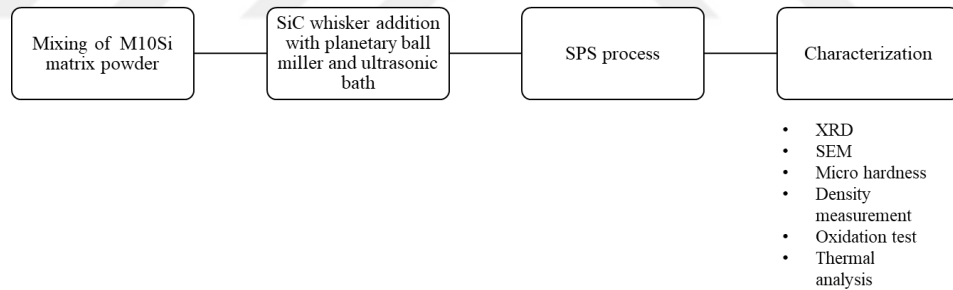 Mixing of M10Si
matrix powder
SiC whisker addition
with planetary ball
miller and ultrasonic
bath
SPS process
Characterization
• XRD
• SEM
• Micro hardness
• Density
measurement
• Oxidation test
• Thermal
analysis